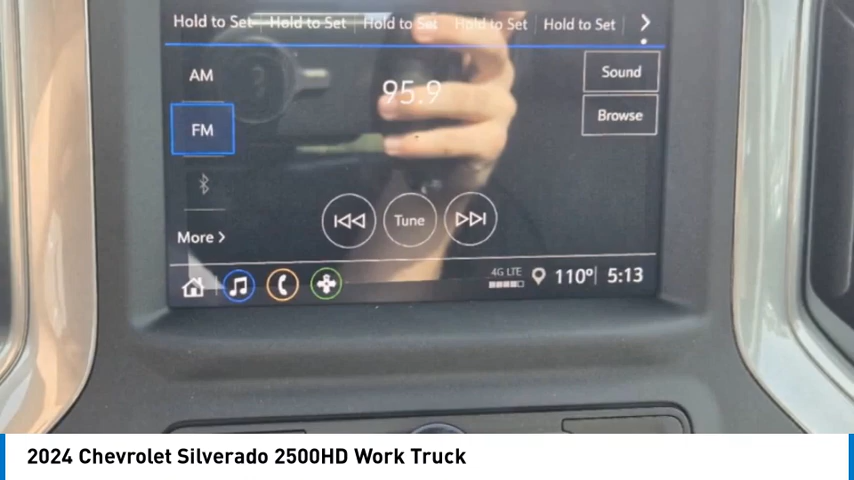 Hold to Set Hold to Set Hold to Set Hold to Set Hold to Set >
AM
95.9
Sound
FM
Browse
More >
Tune
4G LTE 110° 5:13
2024 Chevrolet Silverado 2500HD Work Truck